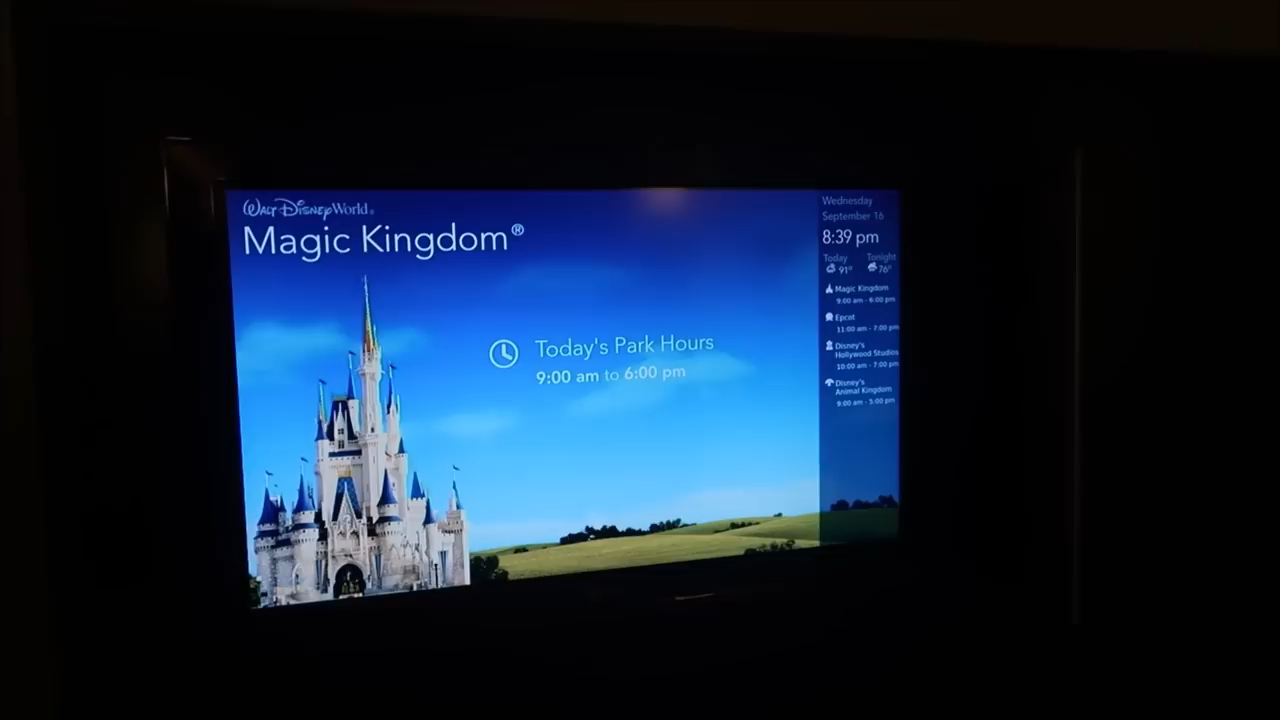 WALT DISNEY World®
Magic Kingdom®
Today's Park Hours
9:00 am to 6:00 pm
Wednesday
September 16
8:39 pm
Today Tonight
91° 76°
Magic Kingdom
9:00 am - 6:00 pm
Epcot
11:00 am - 7:00 pm
Disney's
Hollywood Studios
10:00 am - 7:00 pm
Disney's
Animal Kingdom
9:00 am - 5:00 pm